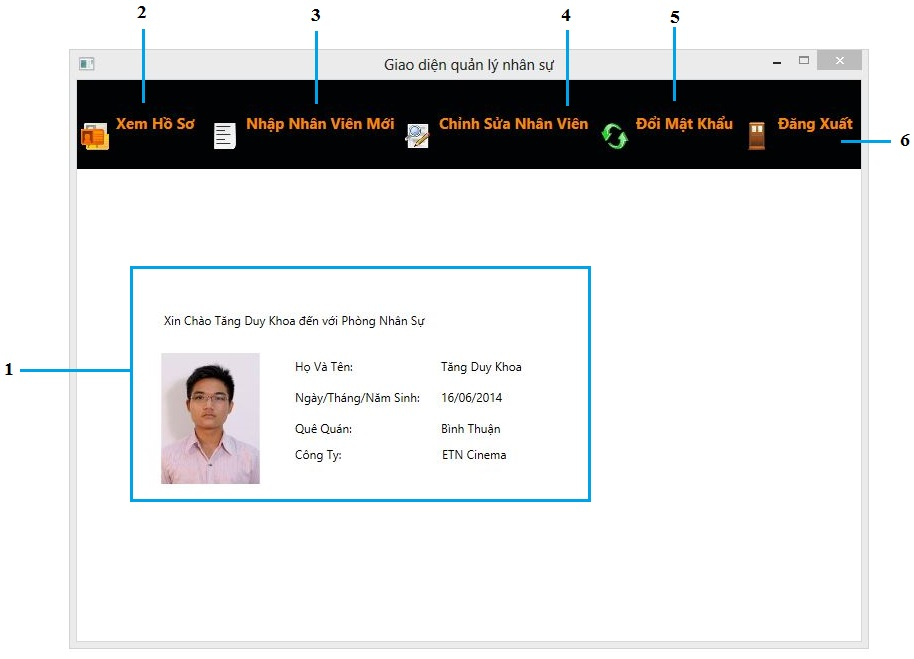 2
3
4
5
Giao diện quản lý nhân sự
Xem Hồ Sơ
Nhập Nhân Viên Mới
Chỉnh Sửa Nhân Viên
Đổi Mật Khẩu
Đăng Xuất
6
Xin Chào Tăng Duy Khoa đến với Phòng Nhân Sự
1
Họ Và Tên: Tăng Duy Khoa
Ngày/Tháng/Năm Sinh: 16/06/2014
Quê Quán: Bình Thuận
Công Ty: ETN Cinema